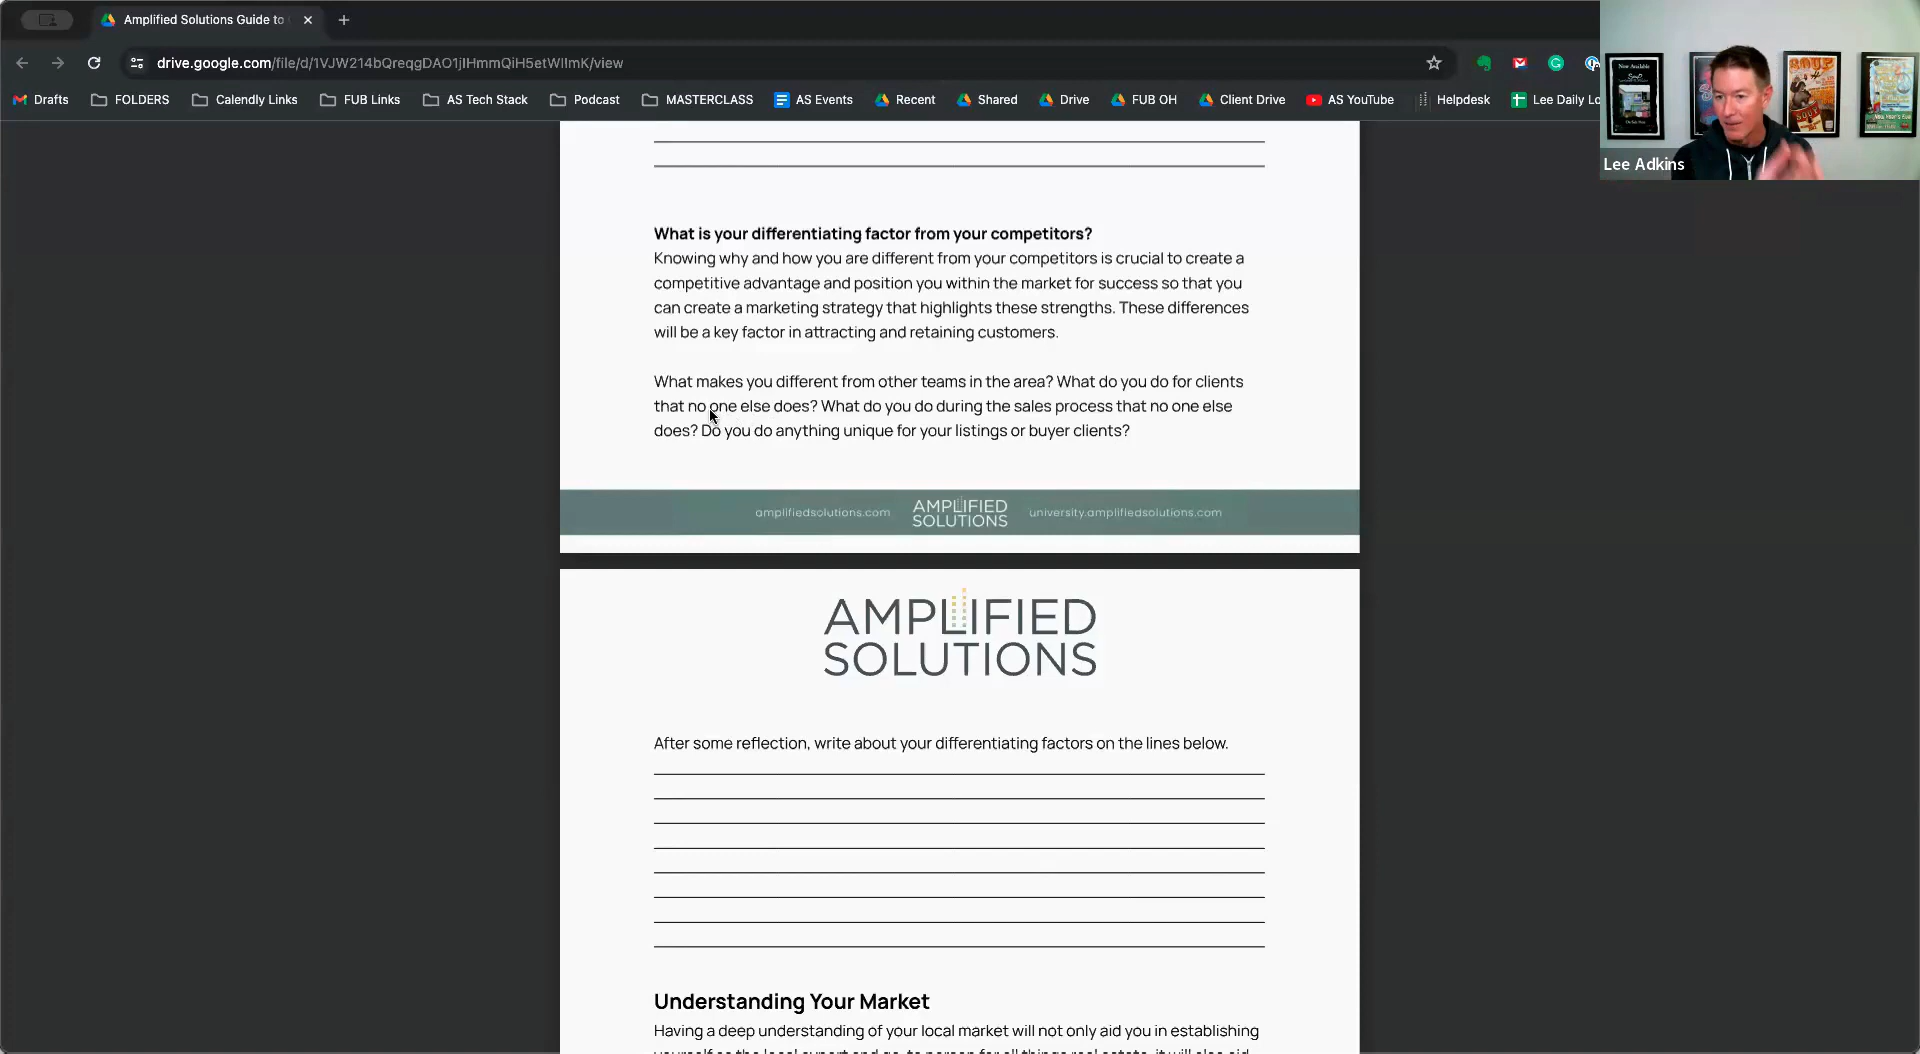 Amplified Solutions Guide to
drive.google.com/file/d/1VJW214bQreqgDAO1jIHmmQiH5etWlImK/view
Drafts FOLDERS Calendly Links FUB Links AS Tech Stack Podcast MASTERCLASS AS Events Recent Shared Drive FUB OH Client Drive AS YouTube Helpdesk Lee Daily Lo
Lee Adkins
What is your differentiating factor from your competitors?
Knowing why and how you are different from your competitors is crucial to create a
competitive advantage and position you within the market for success so that you
can create a marketing strategy that highlights these strengths. These differences
will be a key factor in attracting and retaining customers.
What makes you different from other teams in the area? What do you do for clients
that no one else does? What do you do during the sales process that no one else
does? Do you do anything unique for your listings or buyer clients?
amplifiedsolutions.com AMPLIFIED SOLUTIONS university.amplifiedsolutions.com
AMPLIFIED
SOLUTIONS
After some reflection, write about your differentiating factors on the lines below.
Understanding Your Market
Having a deep understanding of your local market will not only aid you in establishing